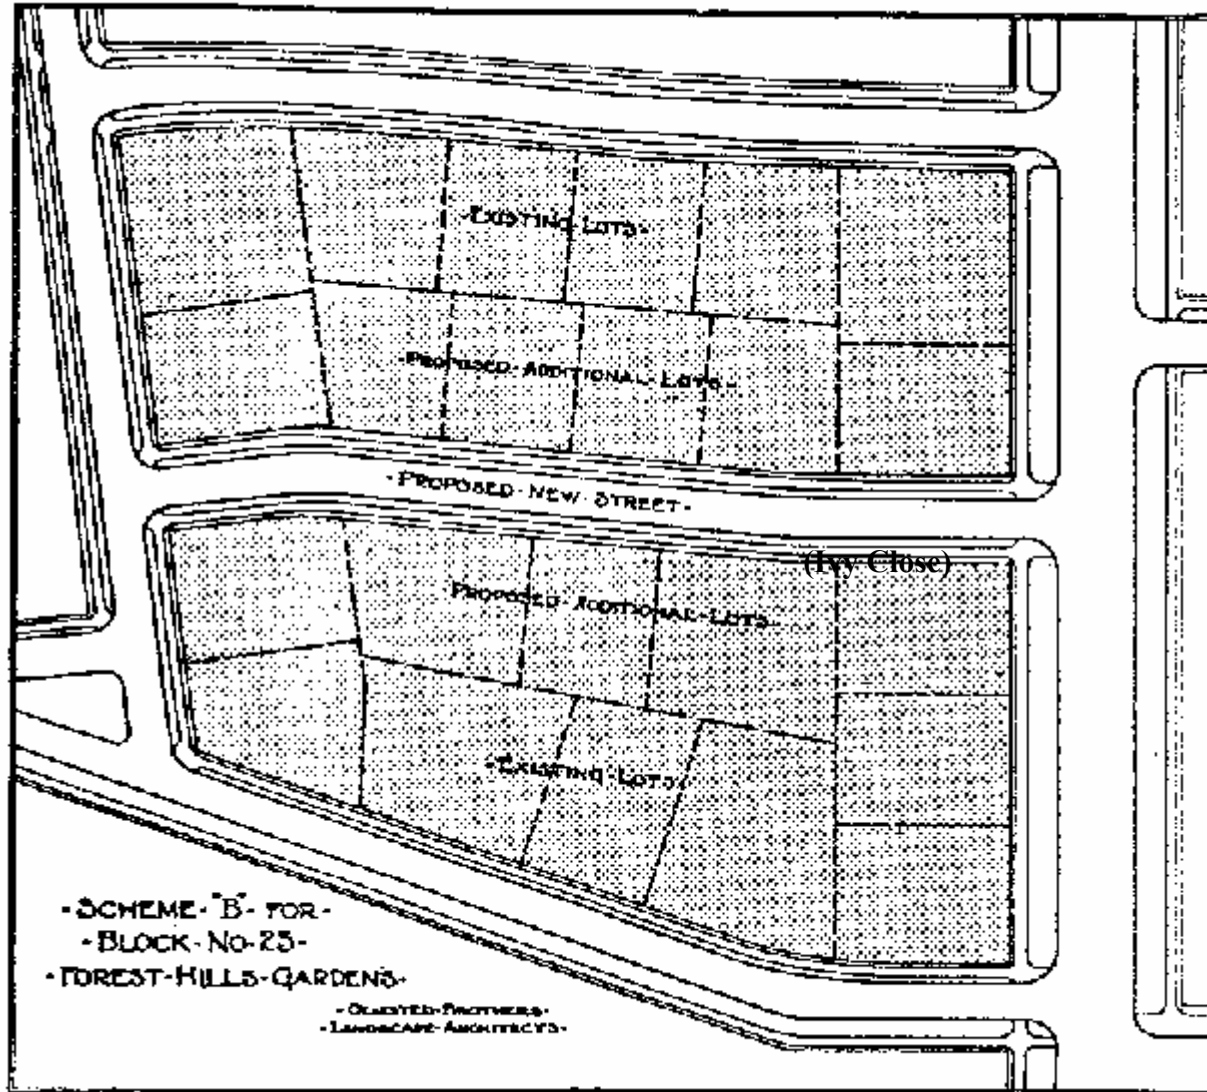 -EXISTING-LOTS-
-PROPOSED-ADDITIONAL-LOTS-
-PROPOSED-NEW-STREET-
(Ivy Close)
PROPOSED-ADDITIONAL-LOTS-
-EXISTING-LOTS-
-SCHEME-"B"-FOR-
-BLOCK-No-25-
-FOREST-HILLS-GARDENS-
-OLMSTED-BROTHERS-
-LANDSCAPE-ARCHITECTS-